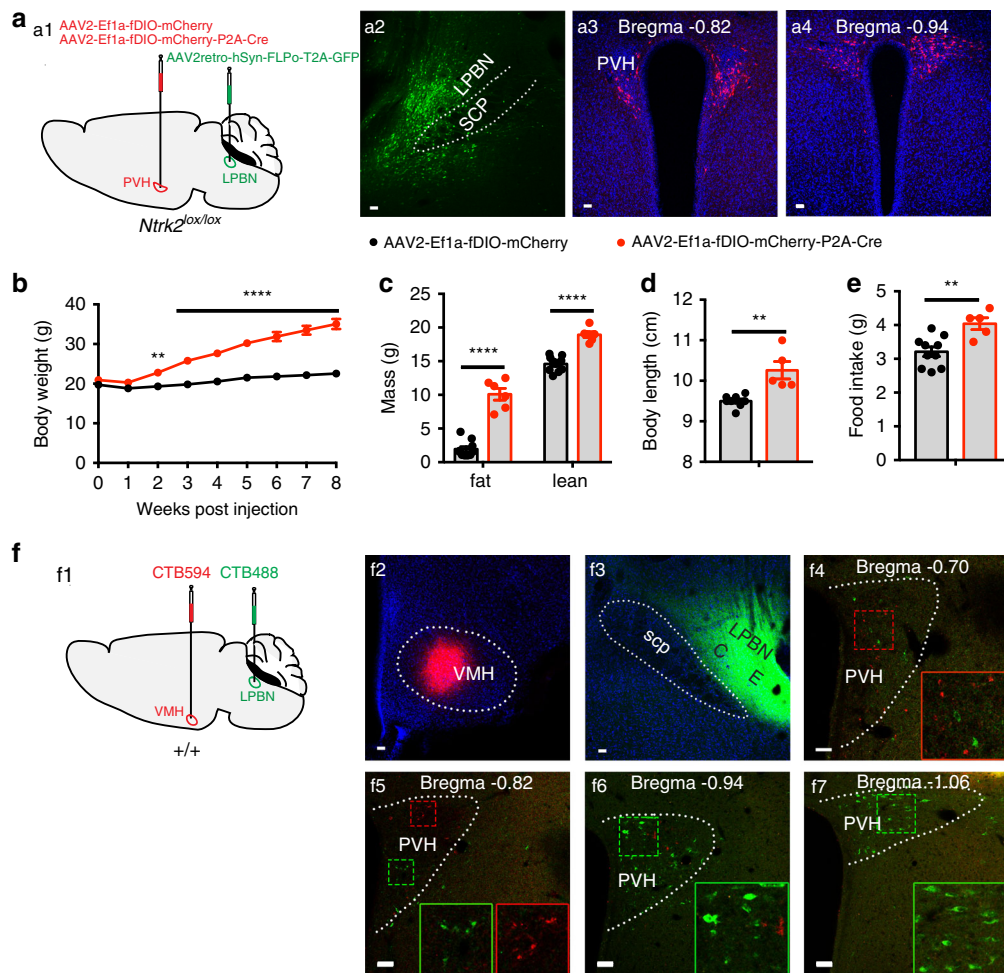 a
a1
AAV2-Ef1a-fDIO-mCherry
AAV2-Ef1a-fDIO-mCherry-P2A-Cre
AAV2retro-hSyn-FLPo-T2A-GFP
PVH
LPBN
Ntrk2lox/lox
a2
LPBN
SCP
a3
Bregma -0.82
PVH
a4
Bregma -0.94
AAV2-Ef1a-fDIO-mCherry
AAV2-Ef1a-fDIO-mCherry-P2A-Cre
b
Body weight (g)
40
30
20
10
0
**
****
0 1 2 3 4 5 6 7 8
Weeks post injection
c
Mass (g)
25
20
15
10
5
0
****
****
fat
lean
d
Body length (cm)
12
11
10
9
8
**
e
Food intake (g)
5
4
3
2
1
0
**
f
f1
CTB594
CTB488
VMH
LPBN
+/+
f2
VMH
f3
scp
LPBN
C
E
f4
Bregma -0.70
PVH
f5
Bregma -0.82
PVH
f6
Bregma -0.94
PVH
f7
Bregma -1.06
PVH